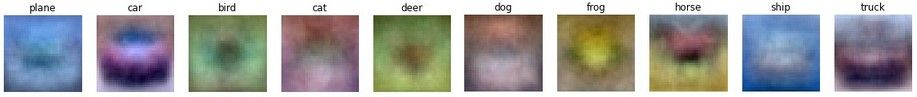 plane car bird cat deer dog frog horse ship truck